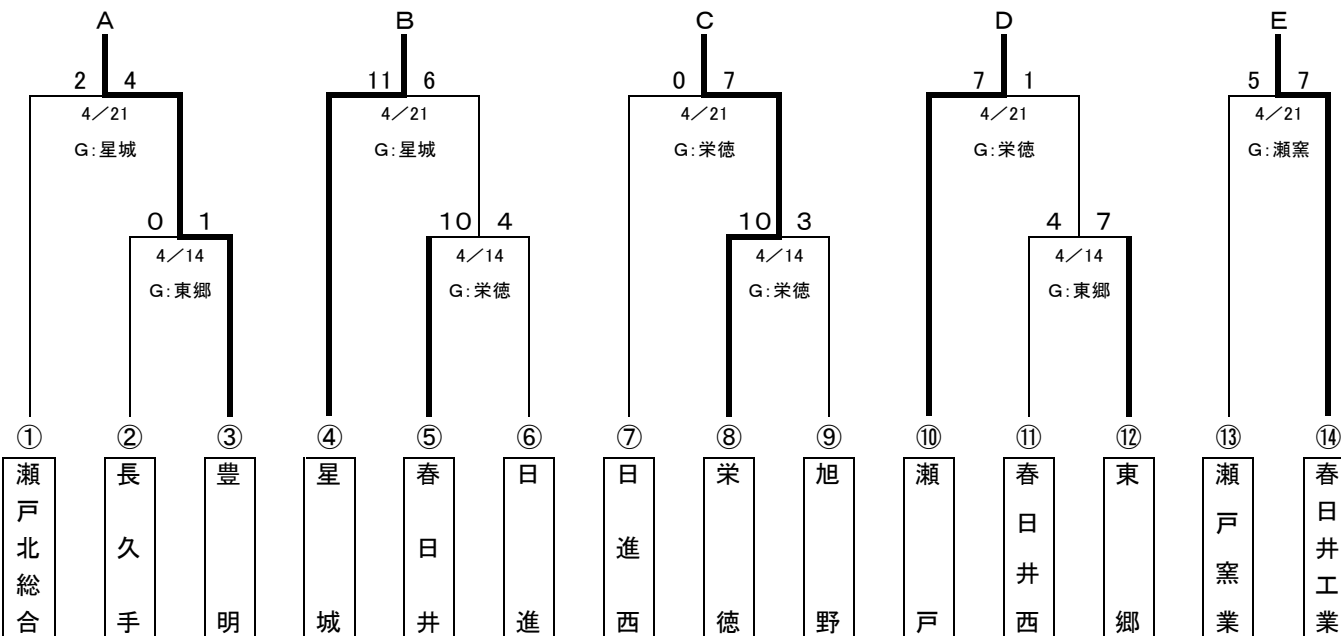 A B C D E
2 4 11 6 0 7 7 1 5 7
4/21 4/21 4/21 4/21 4/21
G:星城 G:星城 G:栄徳 G:栄徳 G:瀬窯
0 1 10 4 10 3 4 7
4/14 4/14 4/14 4/14
G:東郷 G:栄徳 G:栄徳 G:東郷
① ② ③ ④ ⑤ ⑥ ⑦ ⑧ ⑨ ⑩ ⑪ ⑫ ⑬ ⑭
瀬戸北総合
長久手
豊明
星城
春日井
日進
日進西
栄徳
旭野
瀬戸
春日井西
東郷
瀬戸窯業
春日井工業